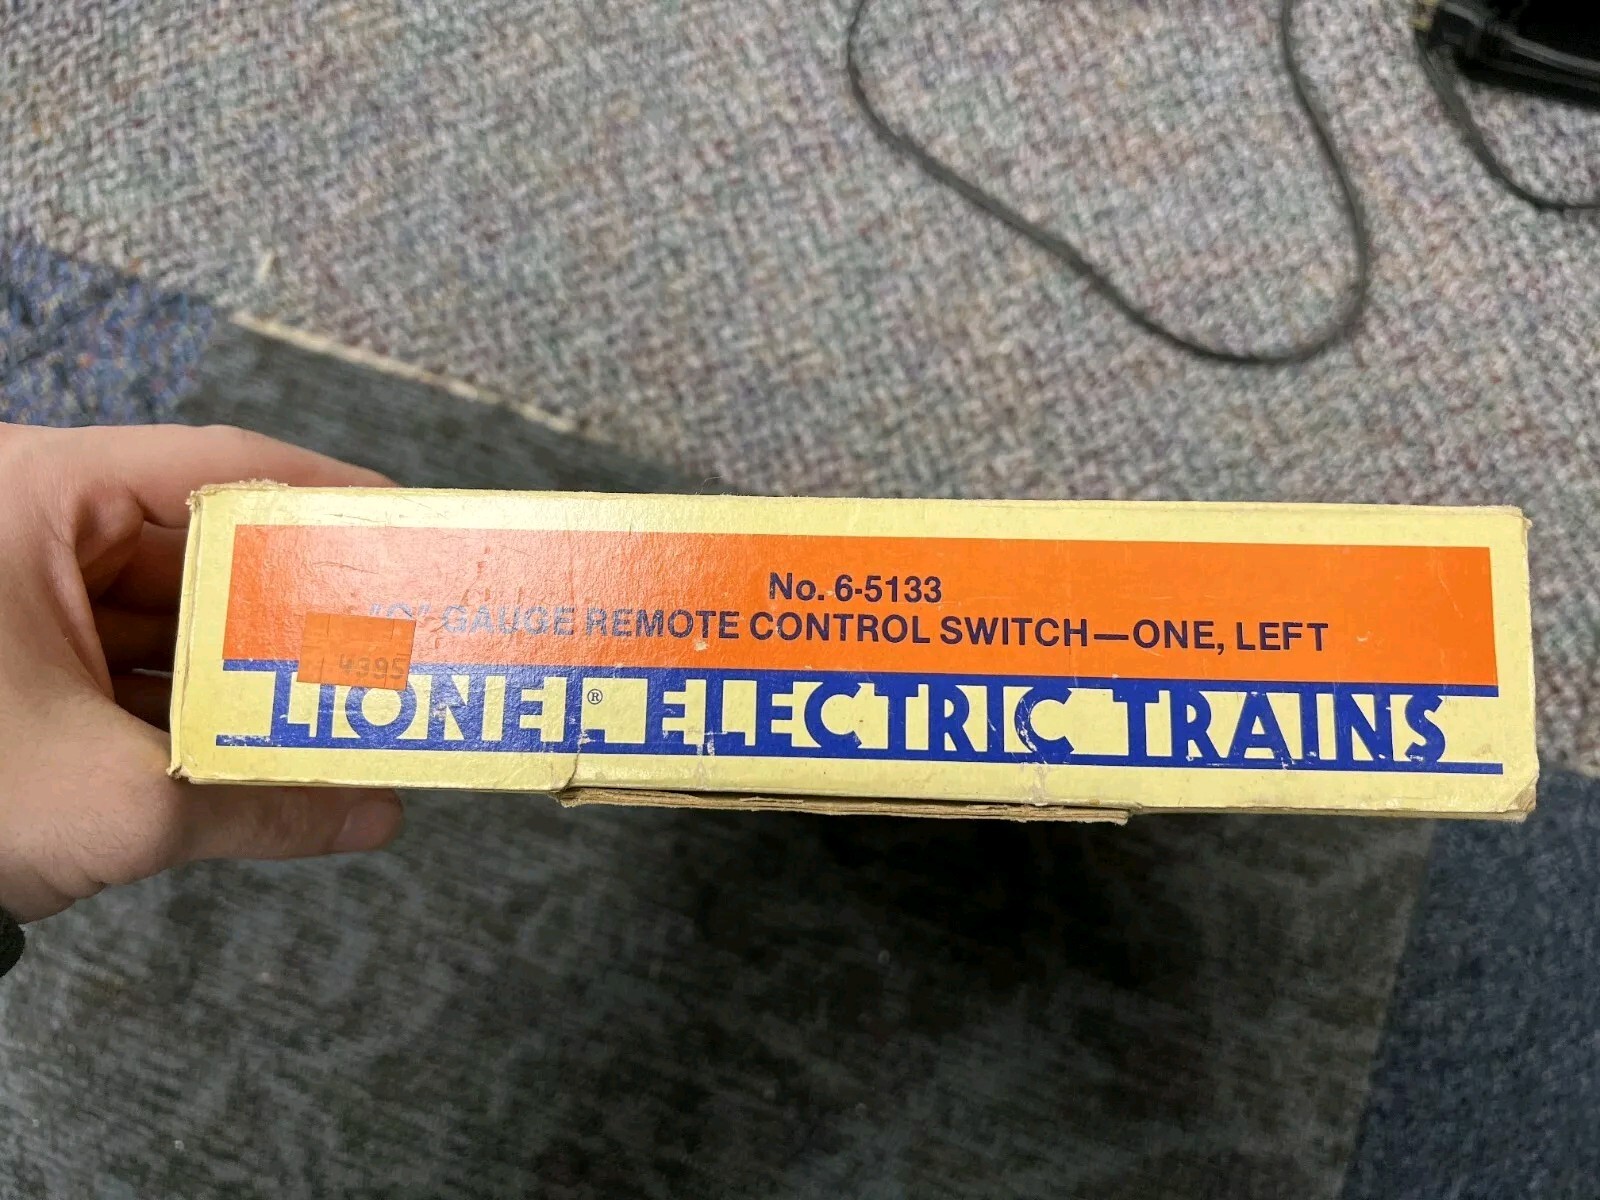 No. 6-5133
"O" GAUGE REMOTE CONTROL SWITCH—ONE, LEFT
4395
LIONEL® ELECTRIC TRAINS